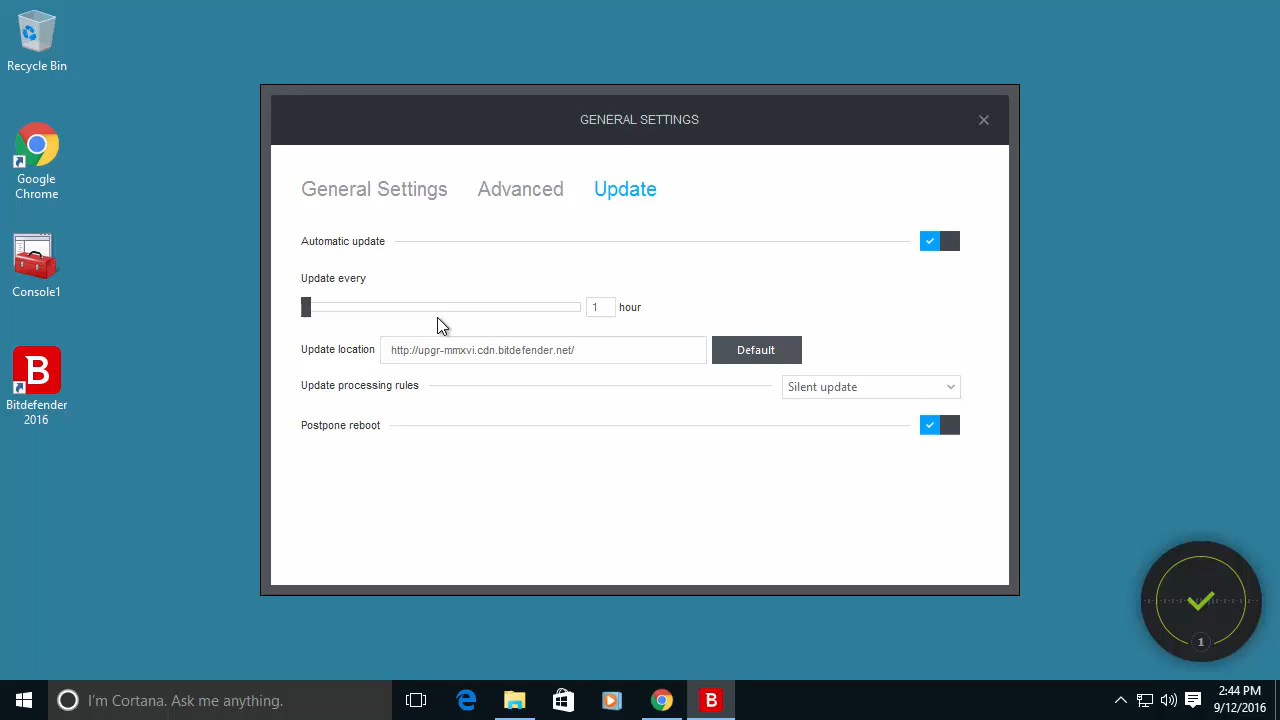 Recycle Bin
Google
Chrome
Console1
B
Bitdefender
2016
GENERAL SETTINGS
General Settings
Advanced
Update
Automatic update
Update every
1
hour
Update location
http://upgr-mmxvi.cdn.bitdefender.net/
Default
Update processing rules
Silent update
Postpone reboot
1
I'm Cortana. Ask me anything.
B
2:44 PM
9/12/2016